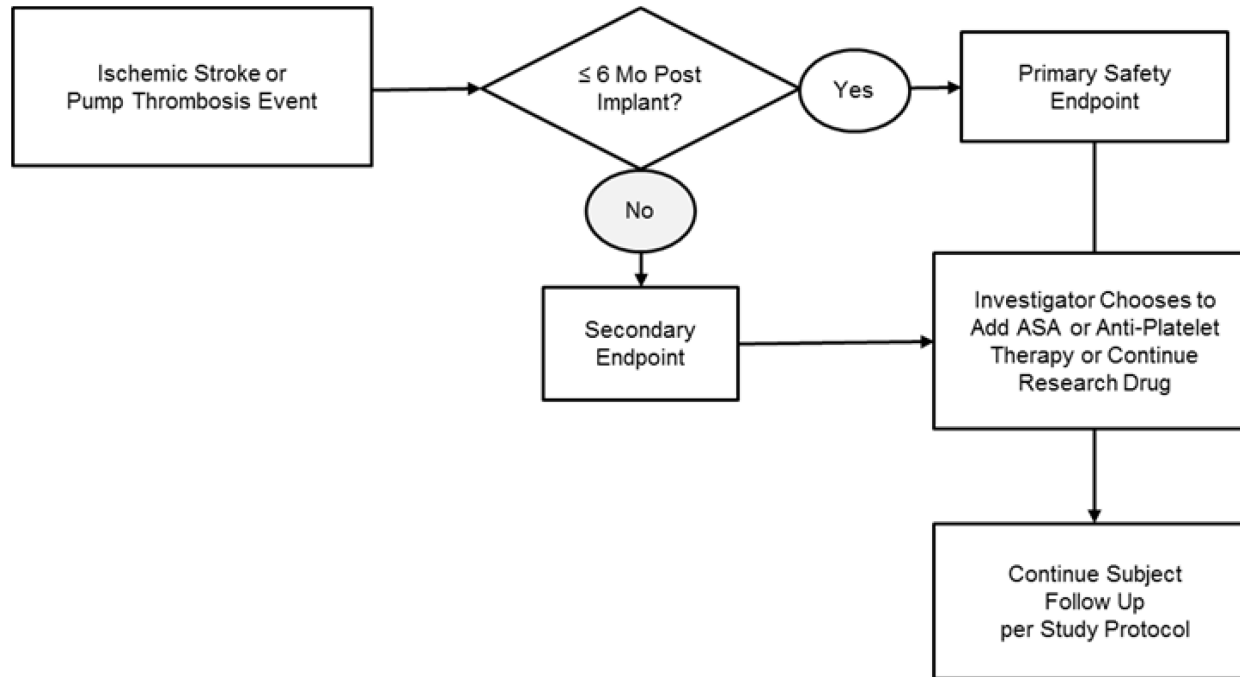 Ischemic Stroke or
Pump Thrombosis Event
≤ 6 Mo Post
Implant?
Yes
Primary Safety
Endpoint
No
Secondary
Endpoint
Investigator Chooses to
Add ASA or Anti-Platelet
Therapy or Continue
Research Drug
Continue Subject
Follow Up
per Study Protocol